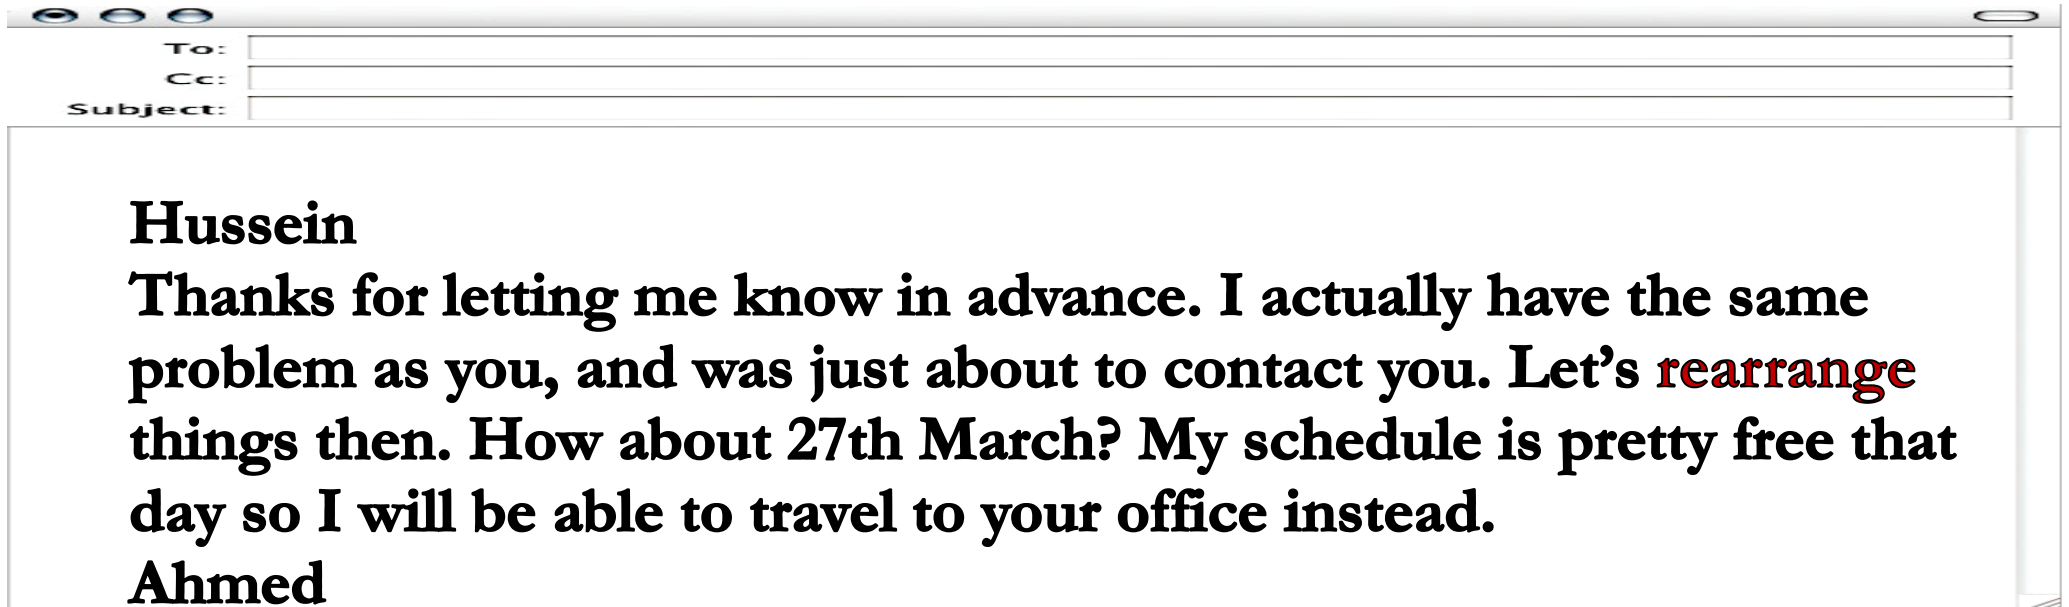 To:
Cc:
Subject:
Hussein
Thanks for letting me know in advance. I actually have the same
problem as you, and was just about to contact you. Let’s rearrange
things then. How about 27th March? My schedule is pretty free that
day so I will be able to travel to your office instead.
Ahmed